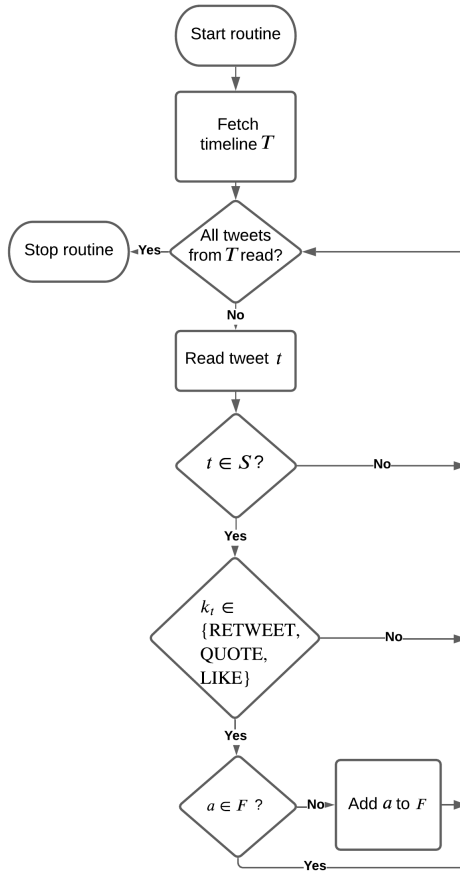 Start routine
Fetch
timeline T
All tweets
from T read?
Stop routine
Yes
No
Read tweet t
t ∈ S?
No
Yes
kₜ ∈
{RETWEET,
QUOTE,
LIKE}
No
Yes
a ∈ F ?
No
Add a to F
Yes